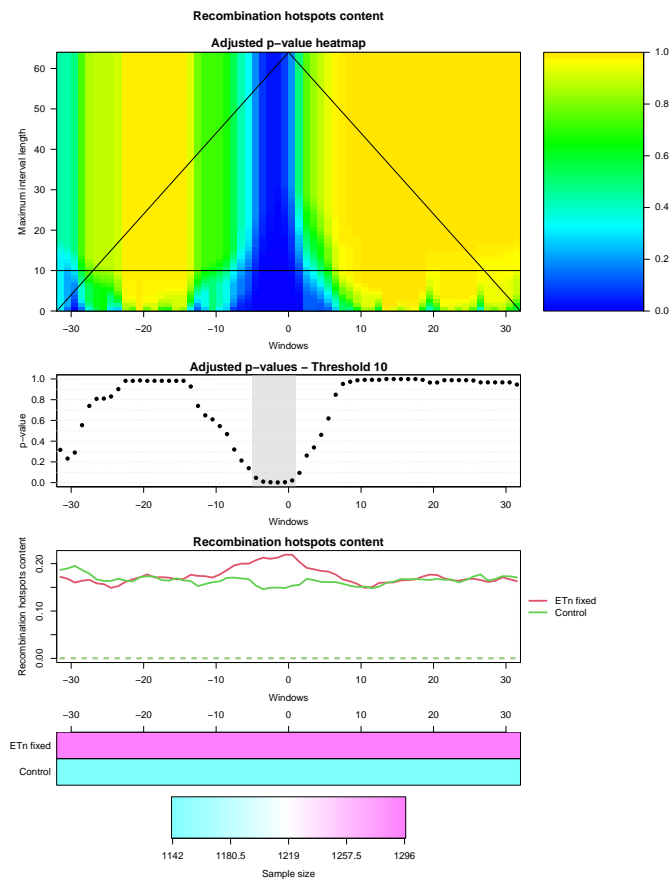 Recombination hotspots content
Adjusted p−value heatmap
Maximum interval length
60
50
40
30
20
10
0
−30 −20 −10 0 10 20 30
Windows
1.0
0.8
0.6
0.4
0.2
0.0
Adjusted p−values − Threshold 10
p−value
1.0
0.8
0.6
0.4
0.2
0.0
−30 −20 −10 0 10 20 30
Windows
Recombination hotspots content
Recombination hotspots content
0.20
0.10
0.00
−30 −20 −10 0 10 20 30
Windows
ETn fixed
Control
−30 −20 −10 0 10 20 30
ETn fixed
Control
1142 1180.5 1219 1257.5 1296
Sample size